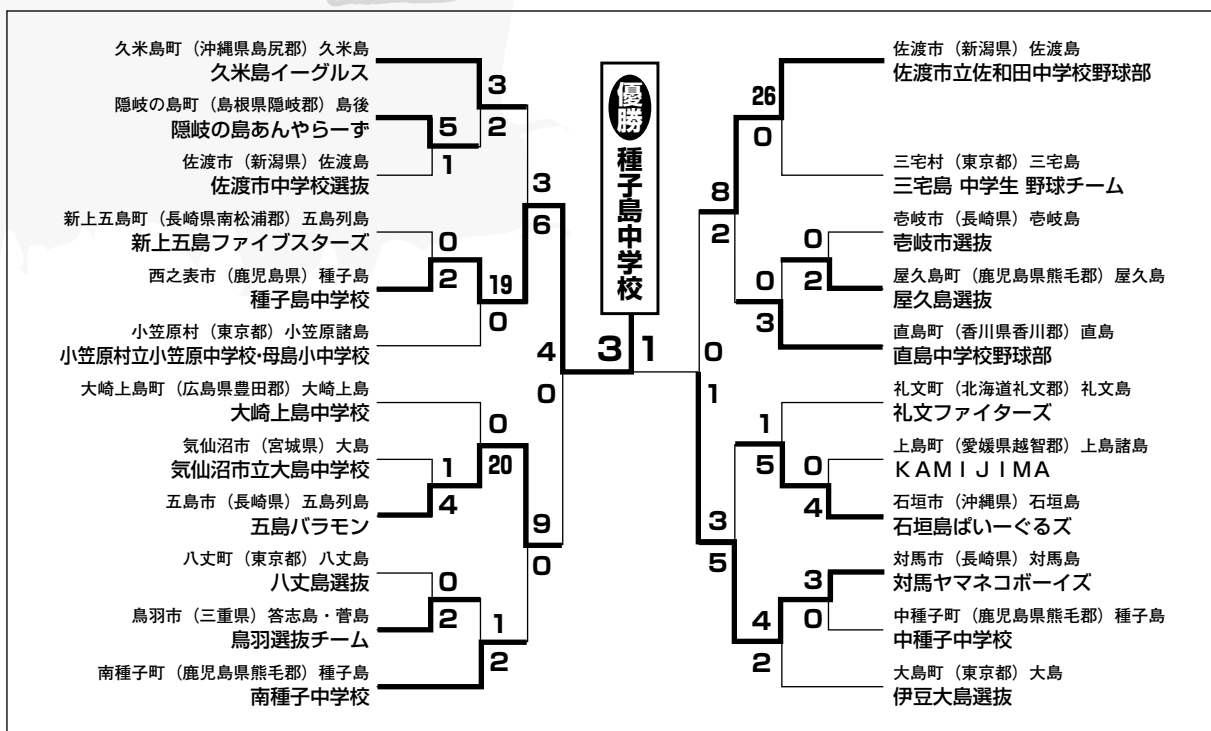 久米島町（沖縄県島尻郡）久米島
久米島イーグルス
隠岐の島町（島根県隠岐郡）島後
隠岐の島あんやらーず
佐渡市（新潟県）佐渡島
佐渡市中学校選抜
新上五島町（長崎県南松浦郡）五島列島
新上五島ファイブスターズ
西之表市（鹿児島県）種子島
種子島中学校
小笠原村（東京都）小笠原諸島
小笠原村立小笠原中学校・母島小中学校
大崎上島町（広島県豊田郡）大崎上島
大崎上島中学校
気仙沼市（宮城県）大島
気仙沼市立大島中学校
五島市（長崎県）五島列島
五島バラモン
八丈町（東京都）八丈島
八丈島選抜
鳥羽市（三重県）答志島・菅島
鳥羽選抜チーム
南種子町（鹿児島県熊毛郡）種子島
南種子中学校
3
2
5
1
3
6
0
2
19
0
4
0
0
20
1
4
9
0
0
2
1
2
優勝 種子島中学校
3 1
26
0
8
2
0
2
0
3
0
1
1
5
0
4
3
5
3
0
4
2
佐渡市（新潟県）佐渡島
佐渡市立佐和田中学校野球部
三宅村（東京都）三宅島
三宅島 中学生 野球チーム
壱岐市（長崎県）壱岐島
壱岐市選抜
屋久島町（鹿児島県熊毛郡）屋久島
屋久島選抜
直島町（香川県香川郡）直島
直島中学校野球部
礼文町（北海道礼文郡）礼文島
礼文ファイターズ
上島町（愛媛県越智郡）上島諸島
ＫＡＭＩＪＩＭＡ
石垣市（沖縄県）石垣島
石垣島ぱいーぐるズ
対馬市（長崎県）対馬島
対馬ヤマネコボーイズ
中種子町（鹿児島県熊毛郡）種子島
中種子中学校
大島町（東京都）大島
伊豆大島選抜